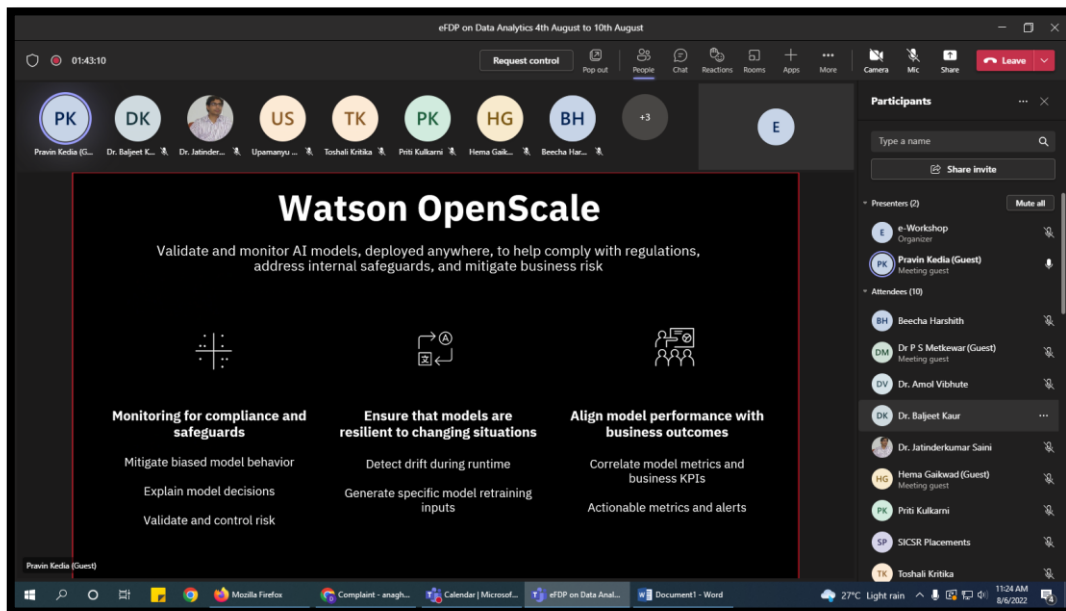 eFDP on Data Analytics 4th August to 10th August
01:43:10
Request control
Pop out
People
Chat
Reactions
Rooms
Apps
More
Camera
Mic
Share
Leave
PK
DK
US
TK
PK
HG
BH
+3
E
Pravin Kedia (G...
Dr. Baljeet K...
Dr. Jatinder...
Upamanyu ...
Toshali Kritika
Priti Kulkarni
Hema Gaik...
Beecha Har...
Watson OpenScale
Validate and monitor AI models, deployed anywhere, to help comply with regulations,
address internal safeguards, and mitigate business risk
Monitoring for compliance and
safeguards
Mitigate biased model behavior
Explain model decisions
Validate and control risk
Ensure that models are
resilient to changing situations
Detect drift during runtime
Generate specific model retraining
inputs
Align model performance with
business outcomes
Correlate model metrics and
business KPIs
Actionable metrics and alerts
Pravin Kedia (Guest)
Participants
Type a name
Share invite
Presenters (2)
Mute all
E
e-Workshop
Organizer
PK
Pravin Kedia (Guest)
Meeting guest
Attendees (10)
BH
Beecha Harshith
DM
Dr P S Metkewar (Guest)
Meeting guest
DV
Dr. Amol Vibhute
DK
Dr. Baljeet Kaur
Dr. Jatinderkumar Saini
HG
Hema Gaikwad (Guest)
Meeting guest
PK
Priti Kulkarni
SP
SICSR Placements
TK
Toshali Kritika
Mozilla Firefox
Complaint - anagh...
Calendar | Microsof...
eFDP on Data Anal...
Document1 - Word
27°C Light rain
11:24 AM
8/6/2022